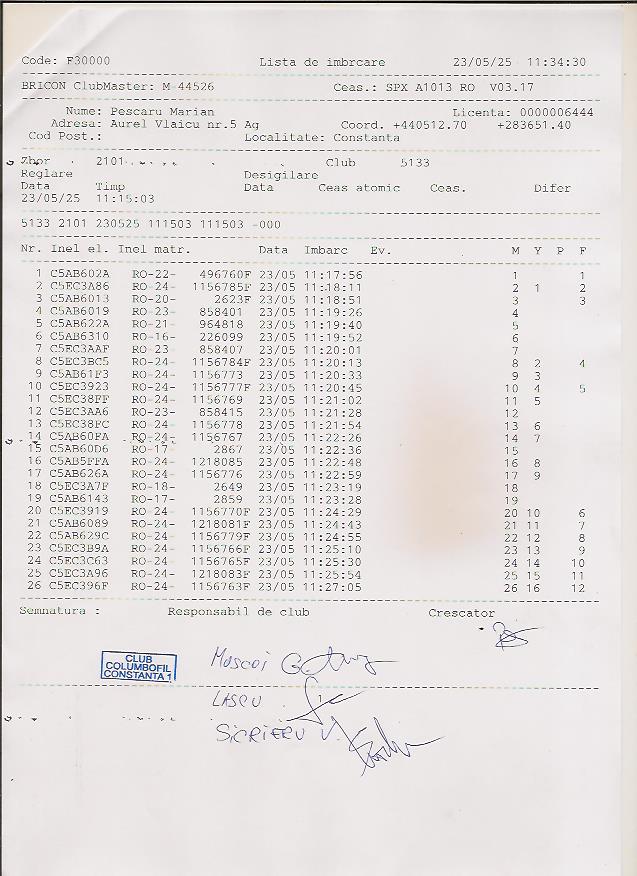 Code: F30000 Lista de imbrcare 23/05/25 11:34:30
BRICON ClubMaster: M-44526 Ceas.: SPX A1013 RO V03.17
Nume: Pescaru Marian Licenta: 0000006444
Adresa: Aurel Vlaicu nr.5 Ag Coord. +440512.70 +283651.40
Cod Post.: Localitate: Constanta
Zbor 2101 Club 5133
Reglare Desigilare
Data Timp Data Ceas atomic Ceas. Difer
23/05/25 11:15:03
5133 2101 230525 111503 111503 -000
Nr. Inel el. Inel matr. Data Imbarc Ev. M Y P F
1 C5AB602A RO-22- 496760F 23/05 11:17:56 1 1
2 C5EC3A86 RO-24- 1156785F 23/05 11:18:11 2 1 2
3 C5AB6013 RO-20- 2623F 23/05 11:18:51 3 3
4 C5AB6019 RO-23- 858401 23/05 11:19:26 4
5 C5AB622A RO-21- 964818 23/05 11:19:40 5
6 C5AB6310 RO-16- 226099 23/05 11:19:52 6
7 C5EC3AAF RO-23- 858407 23/05 11:20:01 7
8 C5EC3BC5 RO-24- 1156784F 23/05 11:20:13 8 2 4
9 C5AB61F3 RO-24- 1156773 23/05 11:20:33 9 3
10 C5EC3923 RO-24- 1156777F 23/05 11:20:45 10 4 5
11 C5EC38FF RO-24- 1156769 23/05 11:21:02 11 5
12 C5EC3AA6 RO-23- 858415 23/05 11:21:28 12
13 C5EC38FC RO-24- 1156778 23/05 11:21:54 13 6
14 C5AB60FA RO-24- 1156767 23/05 11:22:26 14 7
15 C5AB60D6 RO-17- 2867 23/05 11:22:36 15
16 C5AB5FFA RO-24- 1218085 23/05 11:22:48 16 8
17 C5AB626A RO-24- 1156776 23/05 11:22:59 17 9
18 C5EC3A7F RO-18- 2649 23/05 11:23:19 18
19 C5AB6143 RO-17- 2859 23/05 11:23:28 19
20 C5EC3919 RO-24- 1156770F 23/05 11:24:29 20 10 6
21 C5AB6089 RO-24- 1218081F 23/05 11:24:43 21 11 7
22 C5AB629C RO-24- 1156779F 23/05 11:24:55 22 12 8
23 C5EC3B9A RO-24- 1156766F 23/05 11:25:10 23 13 9
24 C5EC3C63 RO-24- 1156765F 23/05 11:25:30 24 14 10
25 C5EC3A96 RO-24- 1218083F 23/05 11:25:54 25 15 11
26 C5EC396F RO-24- 1156763F 23/05 11:27:05 26 16 12
Semnatura : Responsabil de club Crescator
CLUB
COLUMBOFIL
CONSTANTA 1
Moscoi
LASCU
SICRIERU V.